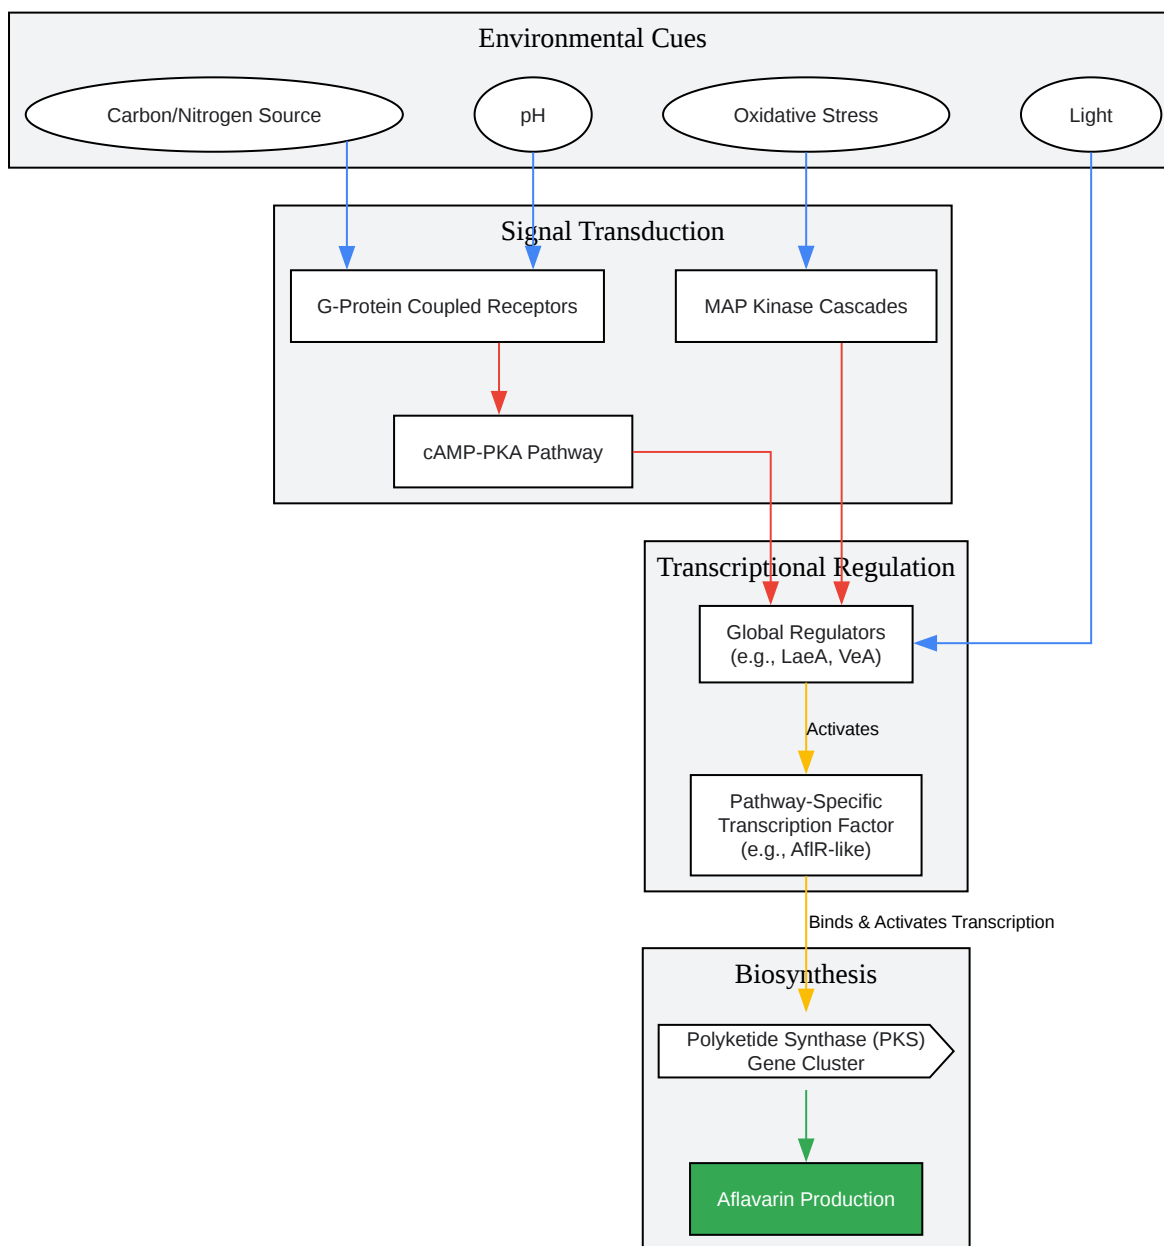 Environmental Cues
Carbon/Nitrogen Source
pH
Oxidative Stress
Light
Signal Transduction
G-Protein Coupled Receptors
MAP Kinase Cascades
cAMP-PKA Pathway
Transcriptional Regulation
Global Regulators
(e.g., LaeA, VeA)
Activates
Pathway-Specific
Transcription Factor
(e.g., AflR-like)
Binds & Activates Transcription
Biosynthesis
Polyketide Synthase (PKS)
Gene Cluster
Aflavarin Production